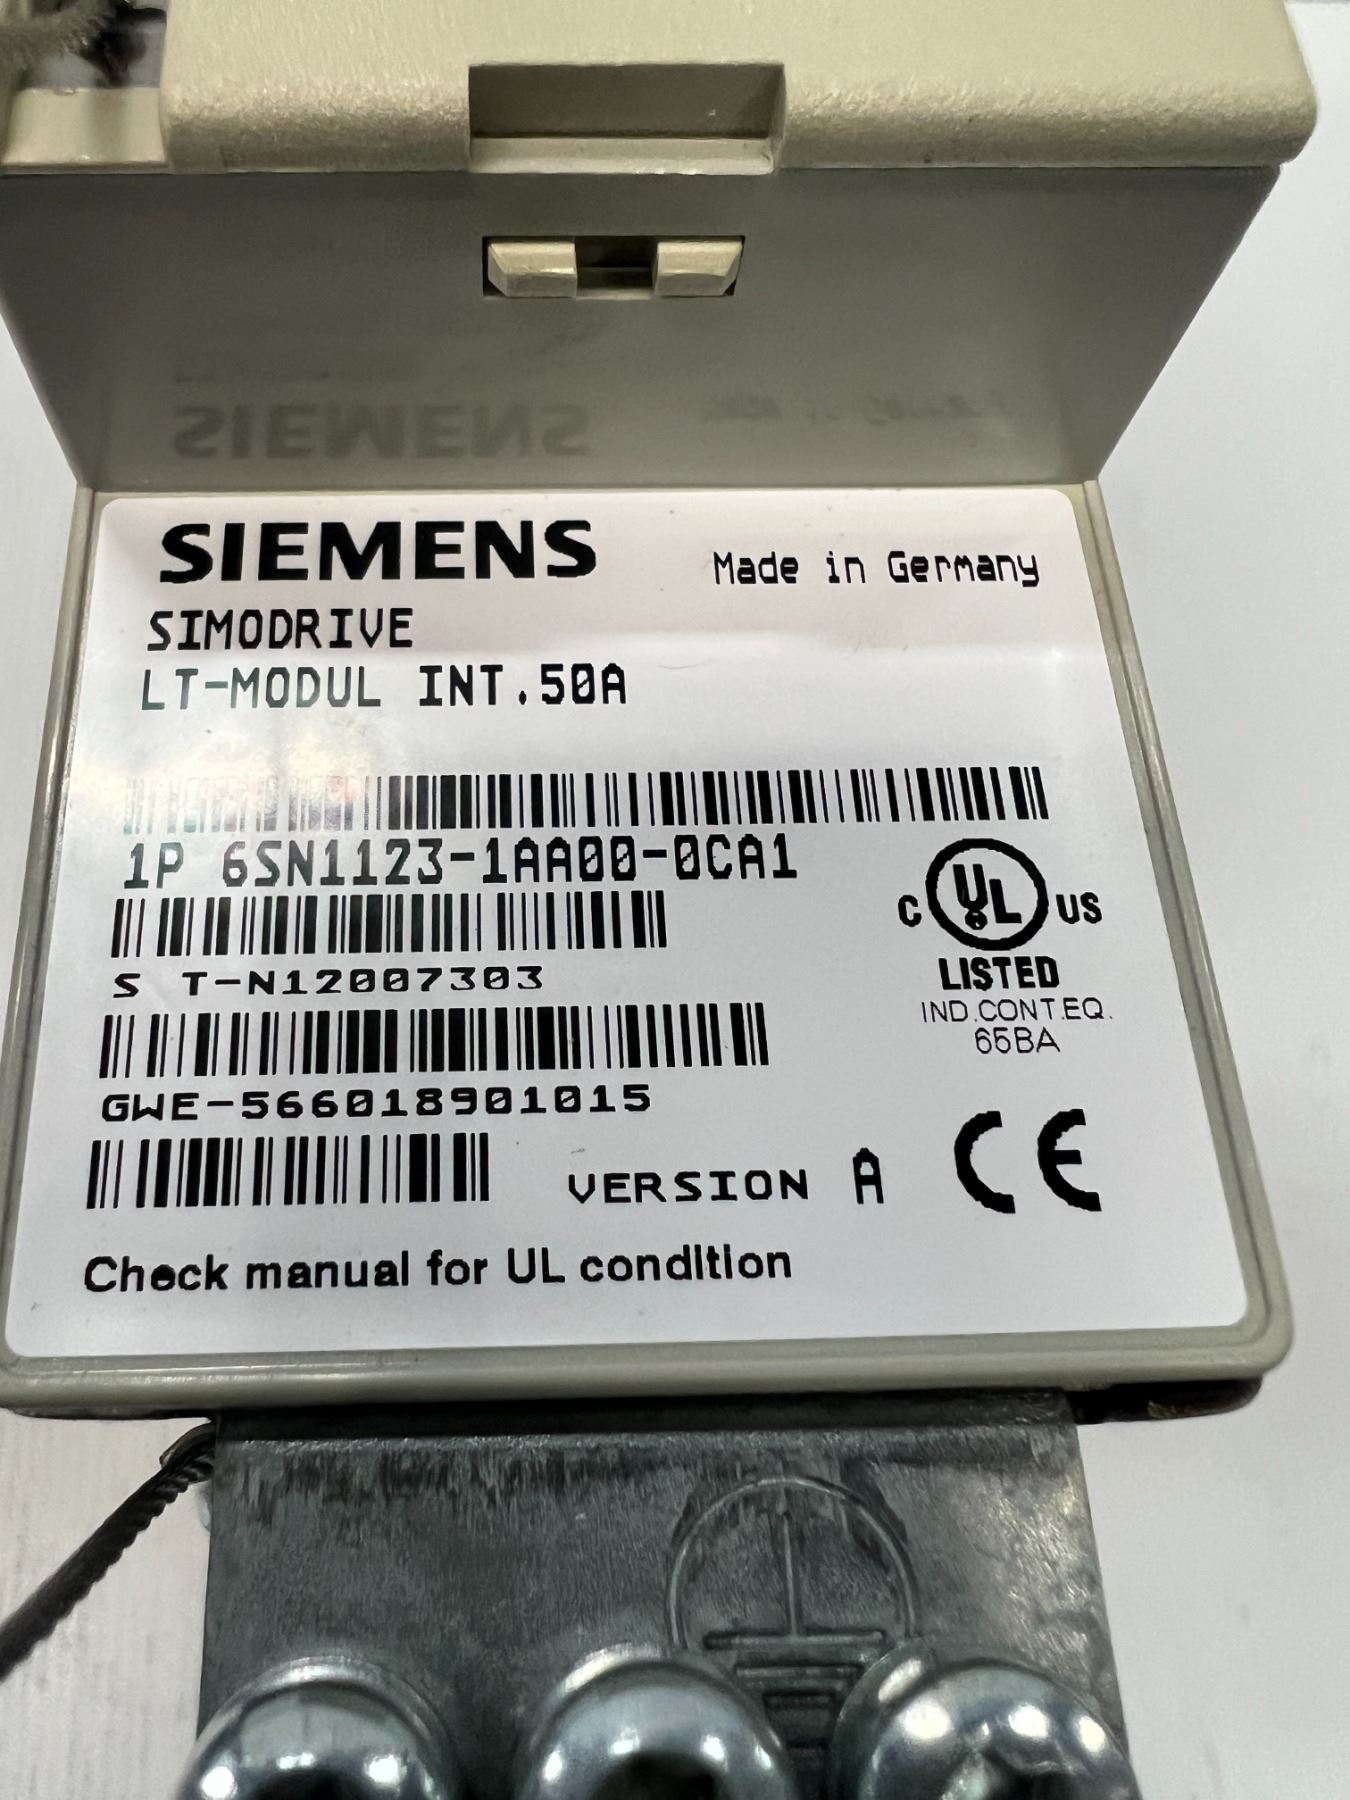 SIEMENS
Made in Germany
SIMODRIVE
LT-MODUL INT.50A
1P 6SN1123-1AA00-0CA1
S T-N12007303
GWE-566018901015
VERSION A
C UL US
LISTED
IND.CONT.EQ.
65BA
CE
Check manual for UL condition